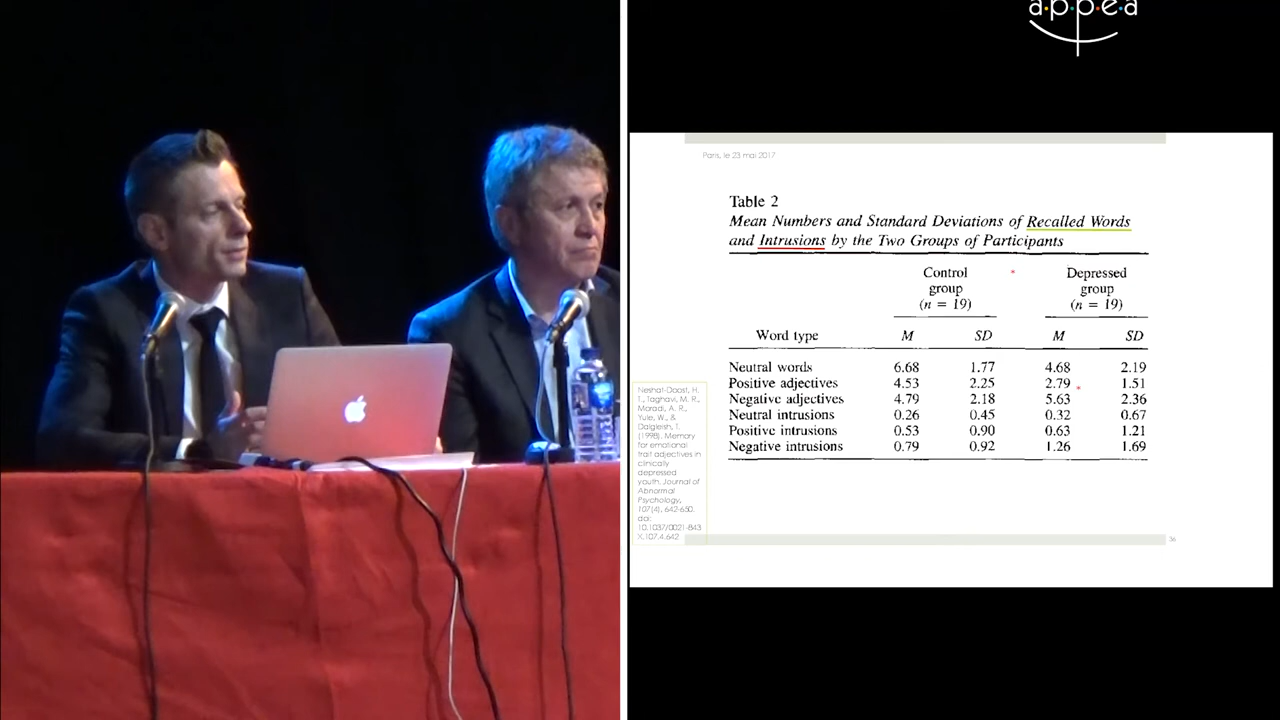 a·p·p·e·a
Paris, le 23 mai 2017
Table 2
Mean Numbers and Standard Deviations of Recalled Words
and Intrusions by the Two Groups of Participants
Control group (n = 19) * Depressed group (n = 19)
Word type M SD M SD
Neutral words 6.68 1.77 4.68 2.19
Positive adjectives 4.53 2.25 2.79 * 1.51
Negative adjectives 4.79 2.18 5.63 2.36
Neutral intrusions 0.26 0.45 0.32 0.67
Positive intrusions 0.53 0.90 0.63 1.21
Negative intrusions 0.79 0.92 1.26 1.69
Neshat-Doost, H.
T., Taghavi, M. R.,
Moradi, A. R.,
Yule, W., &
Dalgleish, T.
(1998). Memory
for emotional
trait adjectives in
clinically
depressed
youth. Journal of
Abnormal
Psychology,
107(4), 642-650.
doi:
10.1037/0021-843
X.107.4.642
36